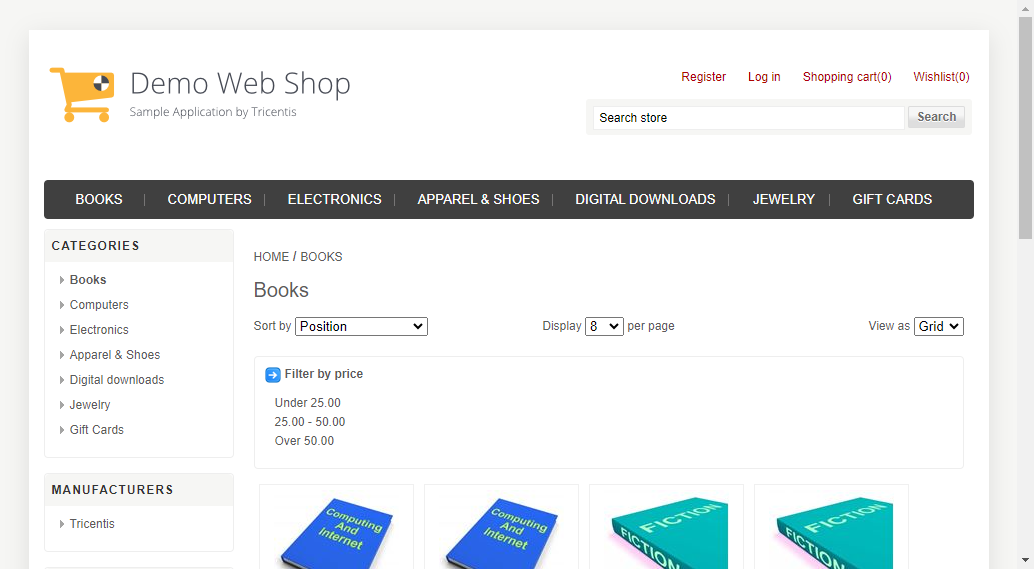 Demo Web Shop
Sample Application by Tricentis
Register Log in Shopping cart(0) Wishlist(0)
Search store Search
BOOKS COMPUTERS ELECTRONICS APPAREL & SHOES DIGITAL DOWNLOADS JEWELRY GIFT CARDS
CATEGORIES
Books
Computers
Electronics
Apparel & Shoes
Digital downloads
Jewelry
Gift Cards
MANUFACTURERS
Tricentis
HOME / BOOKS
Books
Sort by Position Display 8 per page View as Grid
Filter by price
Under 25.00
25.00 - 50.00
Over 50.00
Computing
And
Internet
Computing
And
Internet
FICTION
FICTION
FICTION
FICTION